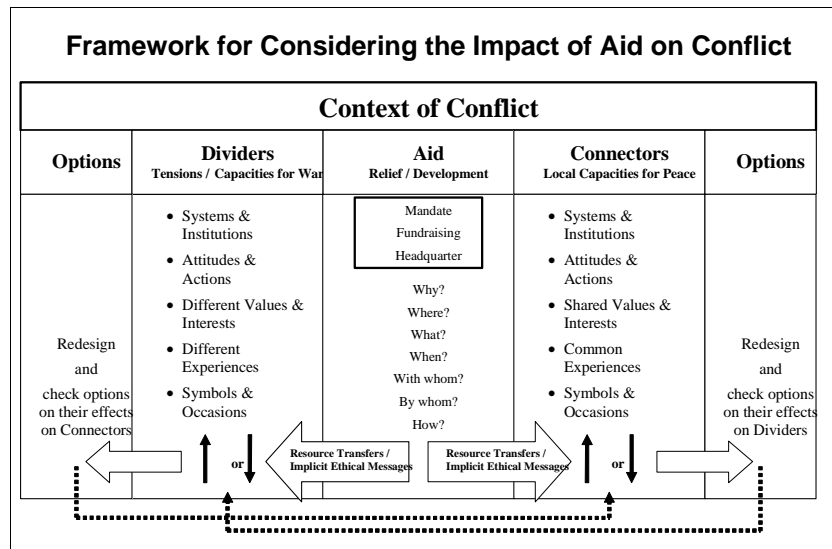 Framework for Considering the Impact of Aid on Conflict
Context of Conflict
Options
Dividers
Tensions / Capacities for War
Aid
Relief / Development
Connectors
Local Capacities for Peace
Options
Redesign
and
check options
on their effects
on Connectors
• Systems &
Institutions
• Attitudes &
Actions
• Different Values &
Interests
• Different
Experiences
• Symbols &
Occasions
or
Mandate
Fundraising
Headquarter
Why?
Where?
What?
When?
With whom?
By whom?
How?
Resource Transfers /
Implicit Ethical Messages
Resource Transfers /
Implicit Ethical Messages
• Systems &
Institutions
• Attitudes &
Actions
• Shared Values &
Interests
• Common
Experiences
• Symbols &
Occasions
or
Redesign
and
check options
on their effects
on Dividers